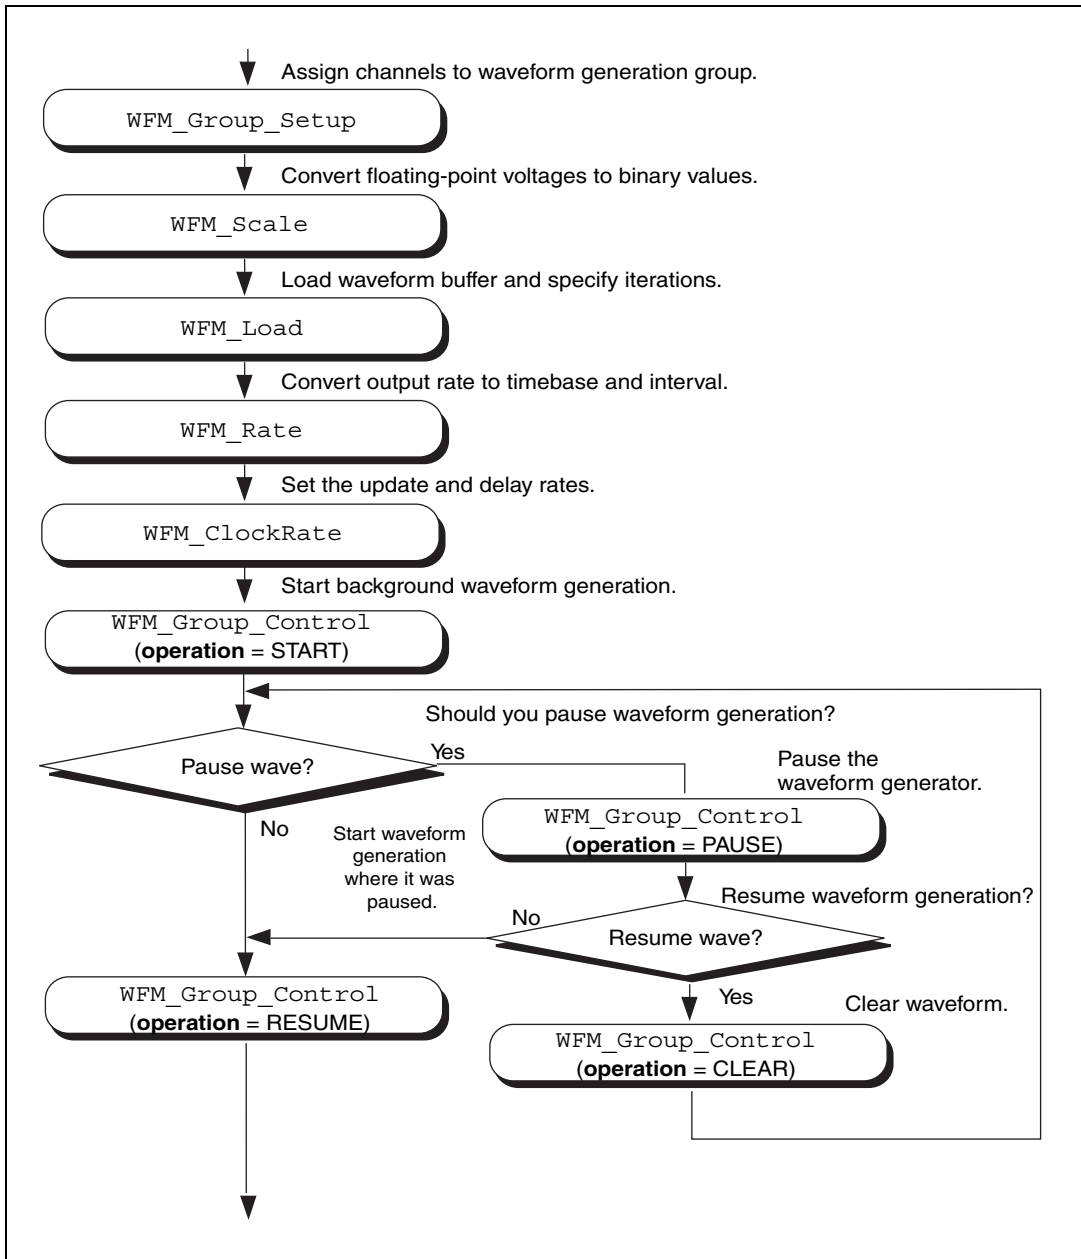 Assign channels to waveform generation group.
WFM_Group_Setup
Convert floating-point voltages to binary values.
WFM_Scale
Load waveform buffer and specify iterations.
WFM_Load
Convert output rate to timebase and interval.
WFM_Rate
Set the update and delay rates.
WFM_ClockRate
Start background waveform generation.
WFM_Group_Control
(operation = START)
Should you pause waveform generation?
Pause wave?
Yes
Pause the
waveform generator.
WFM_Group_Control
(operation = PAUSE)
No
Start waveform
generation
where it was
paused.
Resume waveform generation?
No
Resume wave?
Yes
Clear waveform.
WFM_Group_Control
(operation = RESUME)
WFM_Group_Control
(operation = CLEAR)